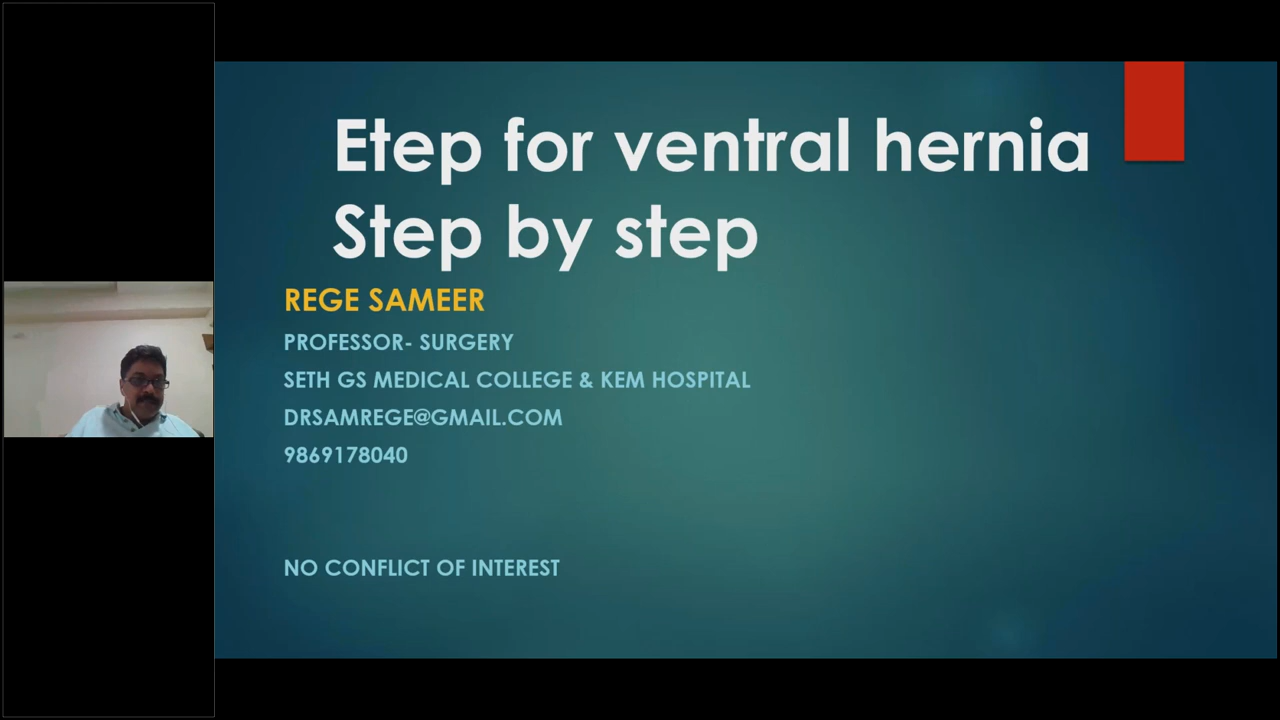 Etep for ventral hernia
Step by step
REGE SAMEER
PROFESSOR- SURGERY
SETH GS MEDICAL COLLEGE & KEM HOSPITAL
DRSAMREGE@GMAIL.COM
9869178040
NO CONFLICT OF INTEREST